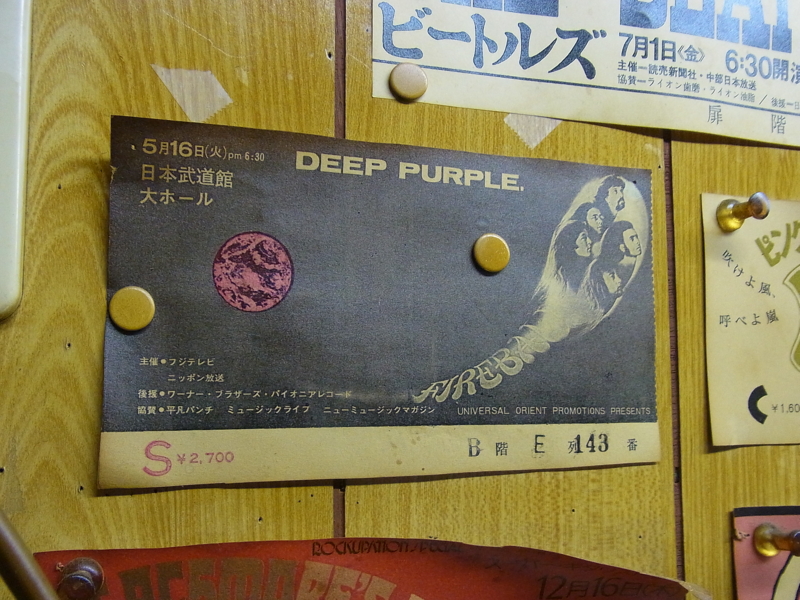 ビートルズ
7月1日〈金〉 6:30開演
主催—読売新聞社・中部日本放送
協賛—ライオン歯磨・ライオン油脂 / 後援—日
扉 階
5月16日(火)pm 6:30
日本武道館
大ホール
DEEP PURPLE.
FIREBALL
主催●フジテレビ
ニッポン放送
後援●ワーナー・ブラザーズ・パイオニアレコード
協賛●平凡パンチ ミュージックライフ ニューミュージックマガジン
UNIVERSAL ORIENT PROMOTIONS PRESENTS
S ¥2,700
B 階 E 列 143 番
ピンク
吹けよ風、
呼べよ嵐
C ¥1,60
ROCKUPATION
12月16日